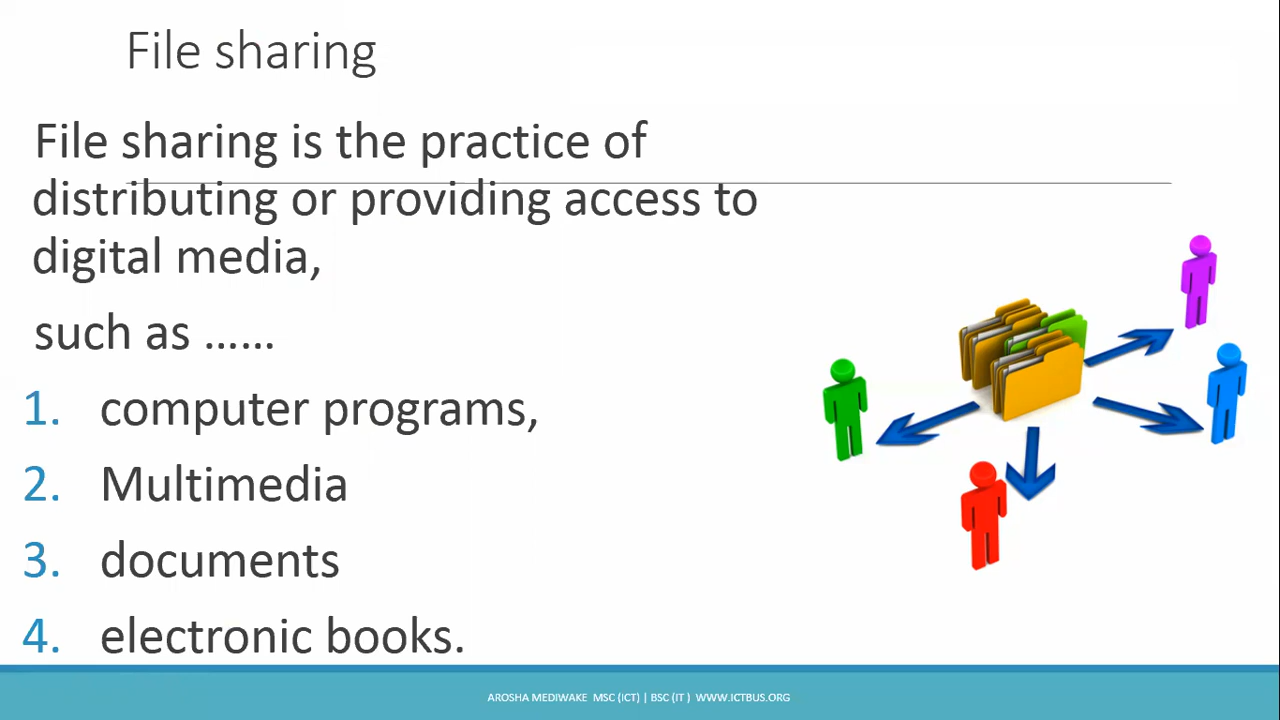 File sharing
File sharing is the practice of
distributing or providing access to
digital media,
such as ……
1. computer programs,
2. Multimedia
3. documents
4. electronic books.
AROSHA MEDIWAKE MSC (ICT) | BSC (IT ) WWW.ICTBUS.ORG